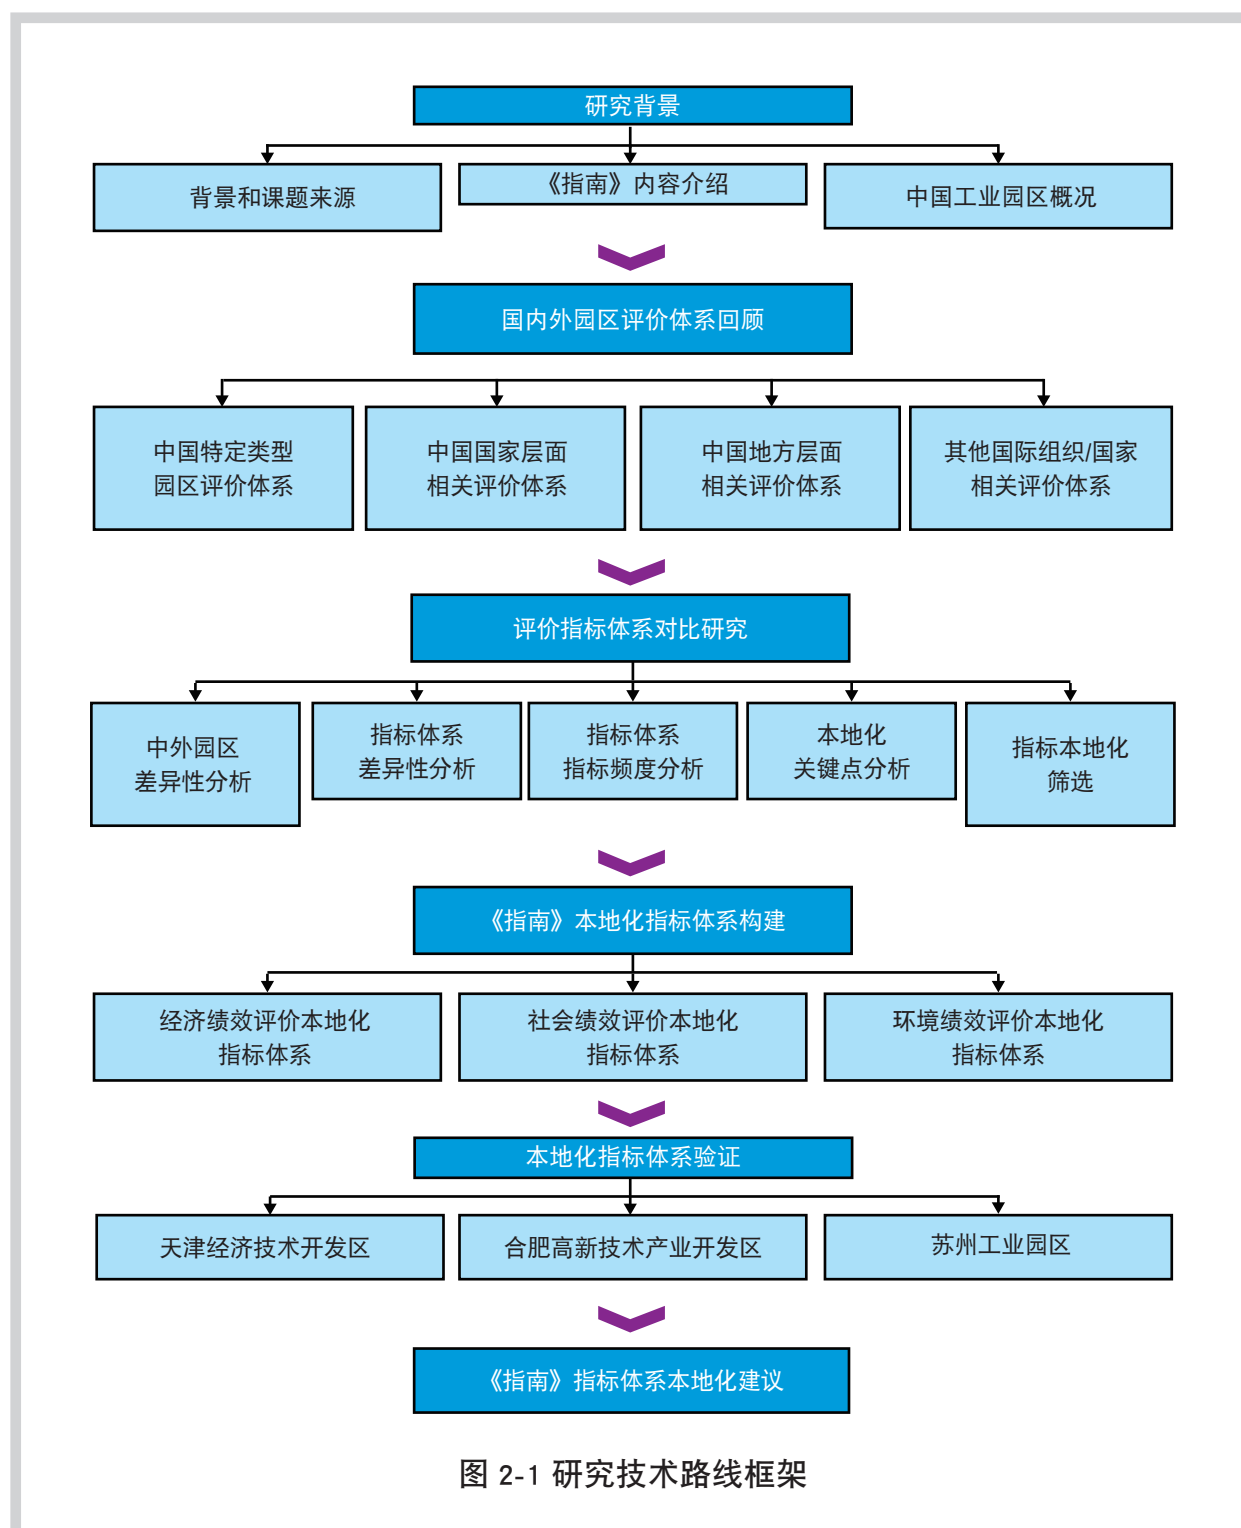 研究背景
背景和课题来源
《指南》内容介绍
中国工业园区概况
国内外园区评价体系回顾
中国特定类型
园区评价体系
中国国家层面
相关评价体系
中国地方层面
相关评价体系
其他国际组织/国家
相关评价体系
评价指标体系对比研究
中外园区
差异性分析
指标体系
差异性分析
指标体系
指标频度分析
本地化
关键点分析
指标本地化
筛选
《指南》本地化指标体系构建
经济绩效评价本地化
指标体系
社会绩效评价本地化
指标体系
环境绩效评价本地化
指标体系
本地化指标体系验证
天津经济技术开发区
合肥高新技术产业开发区
苏州工业园区
《指南》指标体系本地化建议
图 2-1 研究技术路线框架